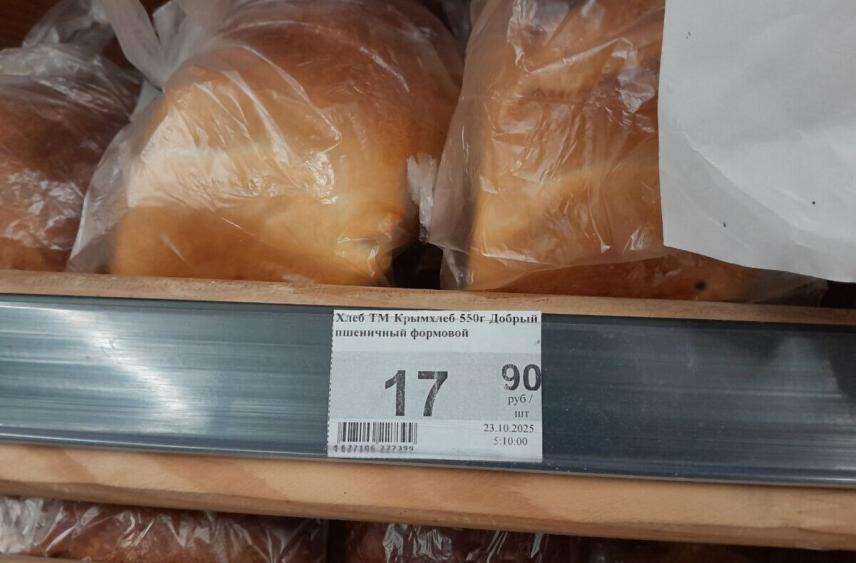 Хлеб ТМ Крымхлеб 550г Добрый
пшеничный формовой
17 90
руб /
шт
23.10.2025
5:10:00